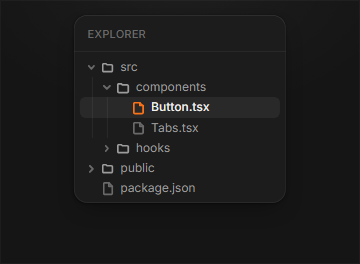 EXPLORER
src
components
Button.tsx
Tabs.tsx
hooks
public
package.json